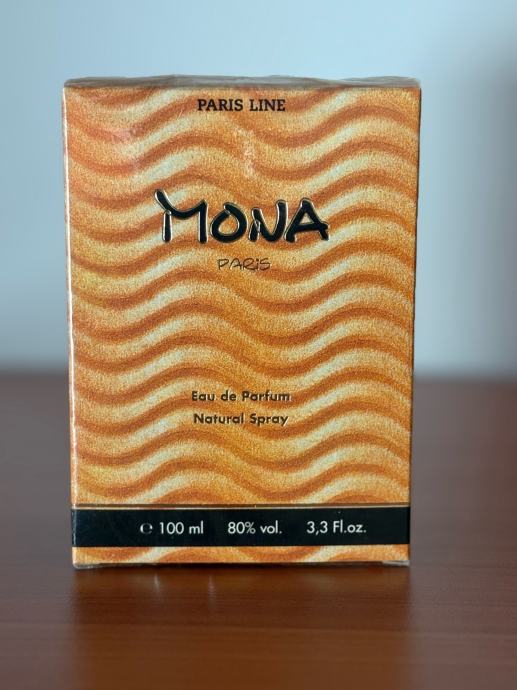 PARIS LINE
MONA
PARIS
Eau de Parfum
Natural Spray
℮ 100 ml 80% vol. 3,3 Fl.oz.